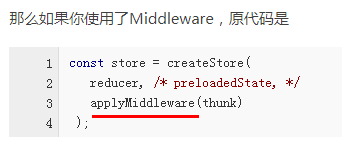 那么如果你使用了Middleware，原代码是
1 const store = createStore(
2 reducer, /* preloadedState, */
3 applyMiddleware(thunk)
4 );